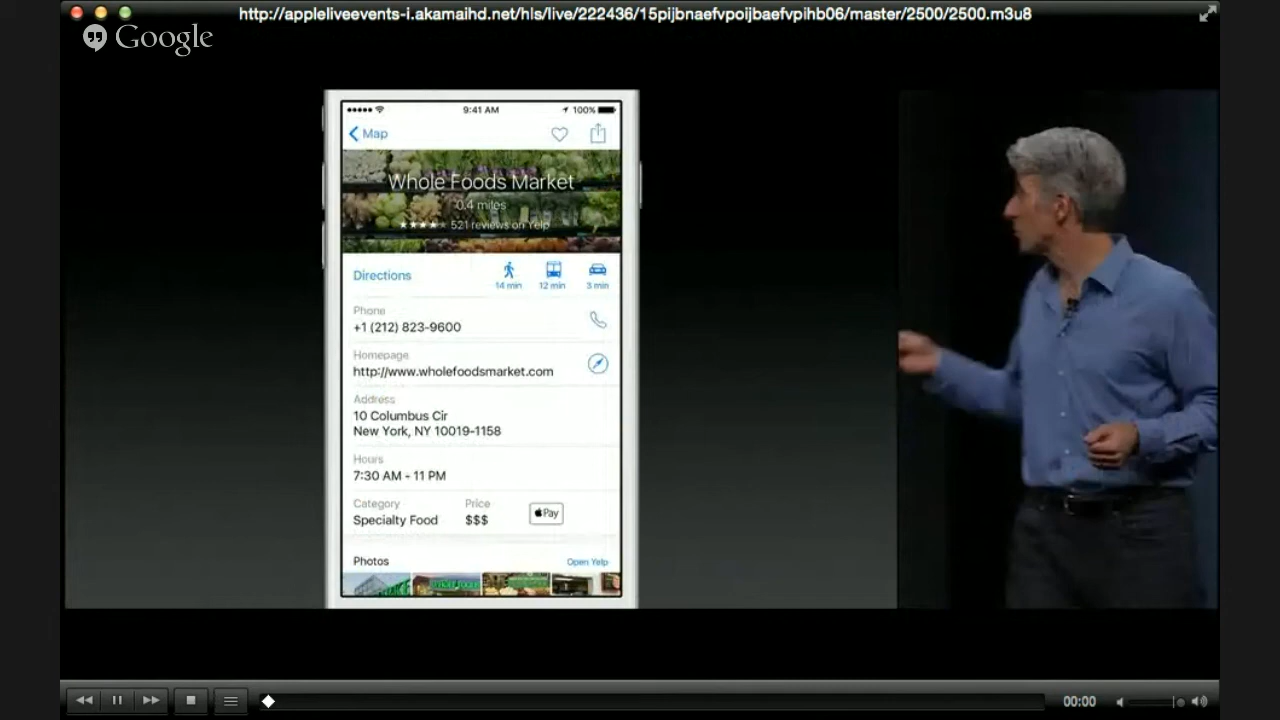 http://appleliveevents-i.akamaihd.net/hls/live/222436/15pijbnaefvpoijbaefvpihb06/master/2500/2500.m3u8
Google
9:41 AM
100%
Map
Whole Foods Market
0.4 miles
521 reviews on Yelp
Directions
14 min
12 min
3 min
Phone
+1 (212) 823-9600
Homepage
http://www.wholefoodsmarket.com
Address
10 Columbus Cir
New York, NY 10019-1158
Hours
7:30 AM - 11 PM
Category
Price
Specialty Food
$$$
Pay
Photos
Open Yelp
00:00